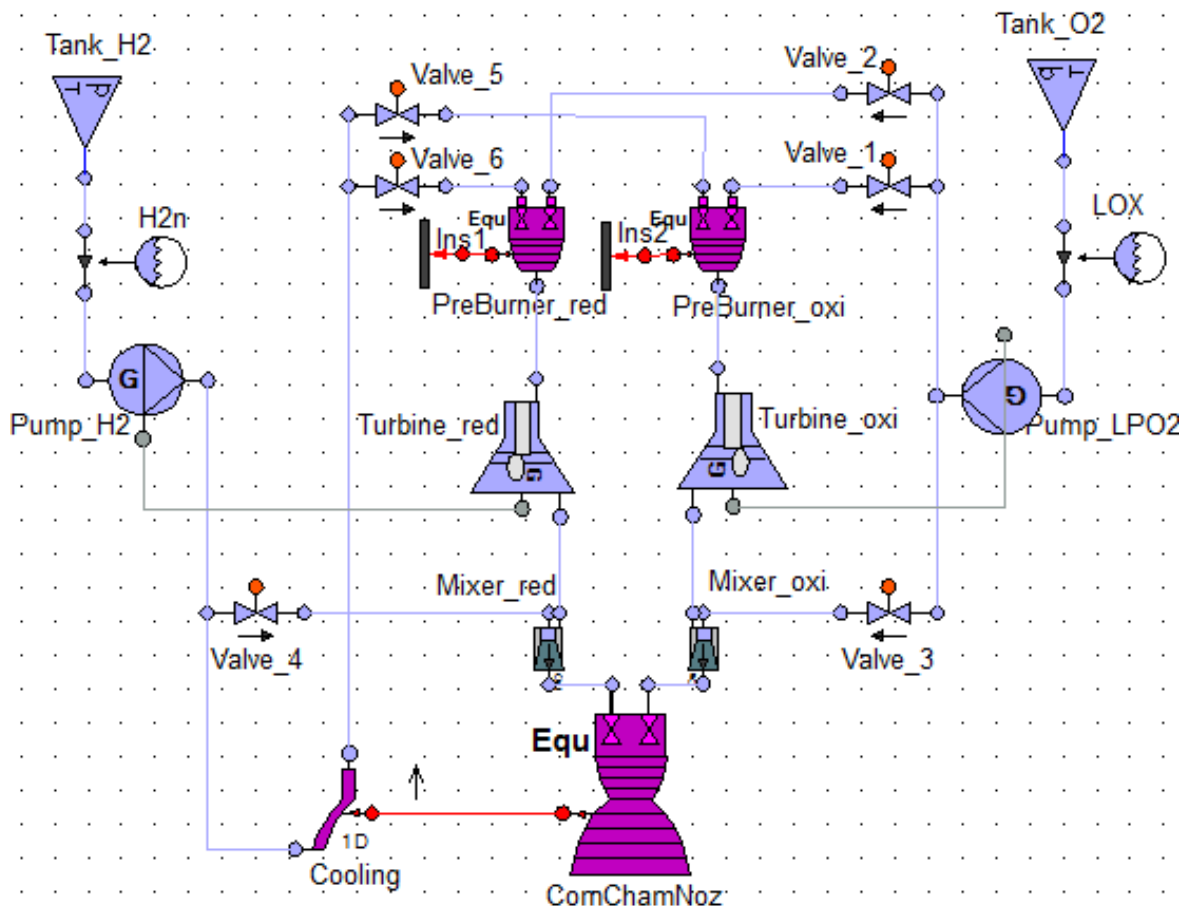 Tank_H2
Tank_O2
Valve_5
Valve_2
Valve_6
Valve_1
H2n
Equ
Equ
LOX
Ins1
Ins2
PreBurner_red
PreBurner_oxi
G
G
Pump_H2
Turbine_red
Turbine_oxi
Pump_LPO2
G
G
Mixer_red
Mixer_oxi
Valve_4
Valve_3
Equ
1D
Cooling
ComChamNoz